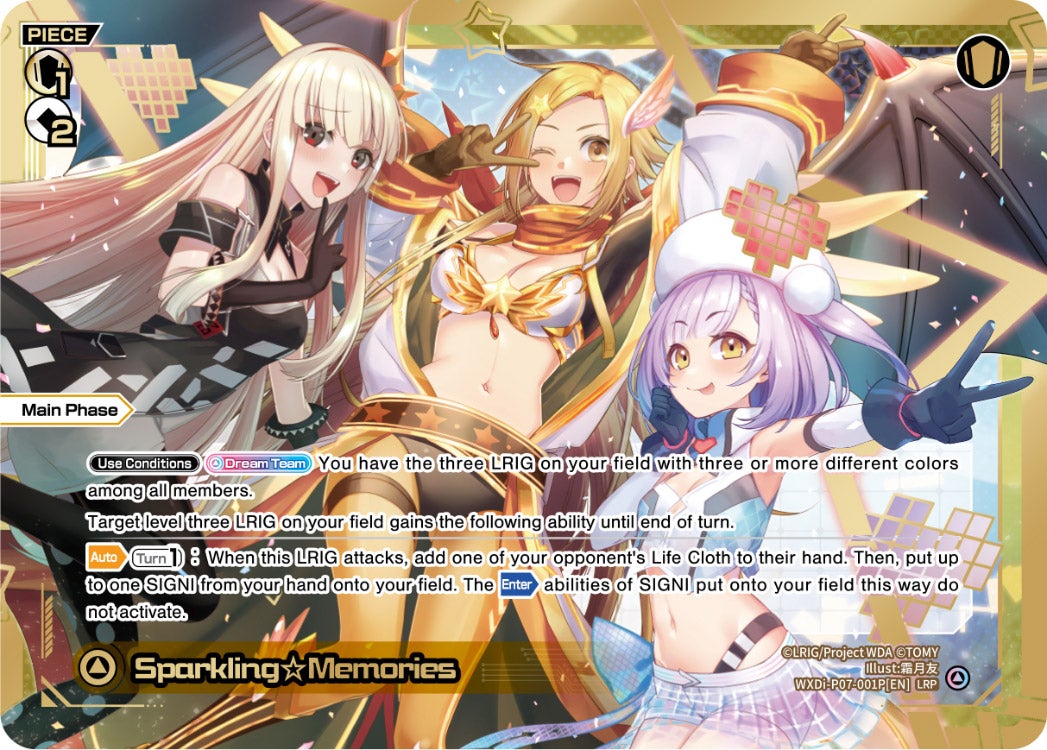 PIECE
1
2
Main Phase
Use Conditions Dream Team You have the three LRIG on your field with three or more different colors
among all members.
Target level three LRIG on your field gains the following ability until end of turn.
Auto Turn 1 : When this LRIG attacks, add one of your opponent's Life Cloth to their hand. Then, put up
to one SIGNI from your hand onto your field. The Enter abilities of SIGNI put onto your field this way do
not activate.
Sparkling☆Memories
©LRIG/Project WDA ©TOMY
Illust:霜月友
WXDi-P07-001P[EN] LRP